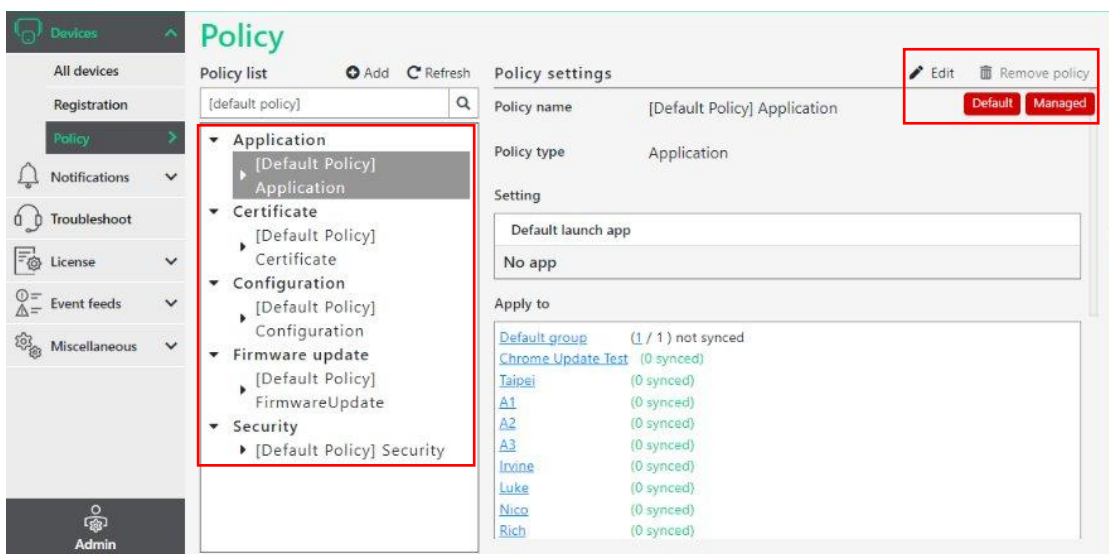 Devices
All devices
Registration
Policy
Notifications
Troubleshoot
License
Event feeds
Miscellaneous
Admin
Policy
Policy list
Add
Refresh
[default policy]
Application
[Default Policy]
Application
Certificate
[Default Policy]
Certificate
Configuration
[Default Policy]
Configuration
Firmware update
[Default Policy]
FirmwareUpdate
Security
[Default Policy] Security
Policy settings
Edit
Remove policy
Default Managed
Policy name [Default Policy] Application
Policy type Application
Setting
Default launch app
No app
Apply to
Default group (1 / 1 ) not synced
Chrome Update Test (0 synced)
Taipei (0 synced)
A1 (0 synced)
A2 (0 synced)
A3 (0 synced)
Irvine (0 synced)
Luke (0 synced)
Nico (0 synced)
Rich (0 synced)